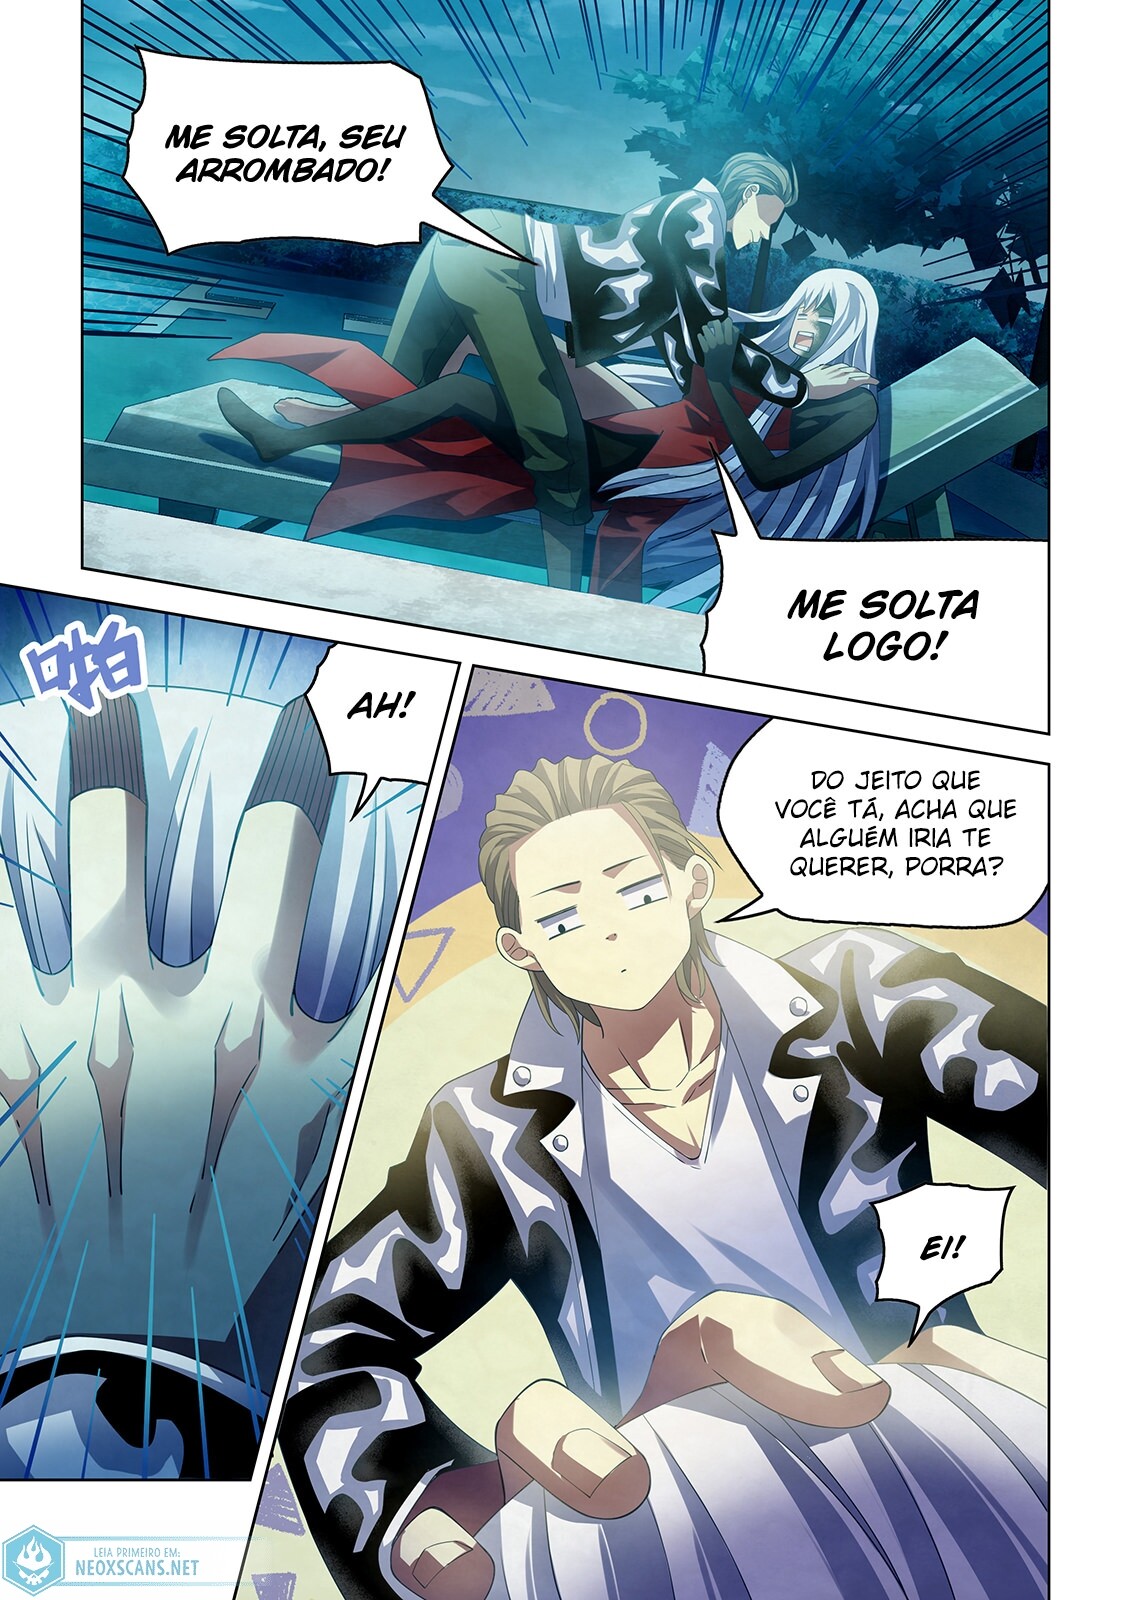 ME SOLTA, SEU
ARROMBADO!
ME SOLTA
LOGO!
啪
AH!
DO JEITO QUE
VOCÊ TÁ, ACHA QUE
ALGUÉM IRIA TE
QUERER, PORRA?
EI!
LEIA PRIMEIRO EM:
NEOXSCANS.NET